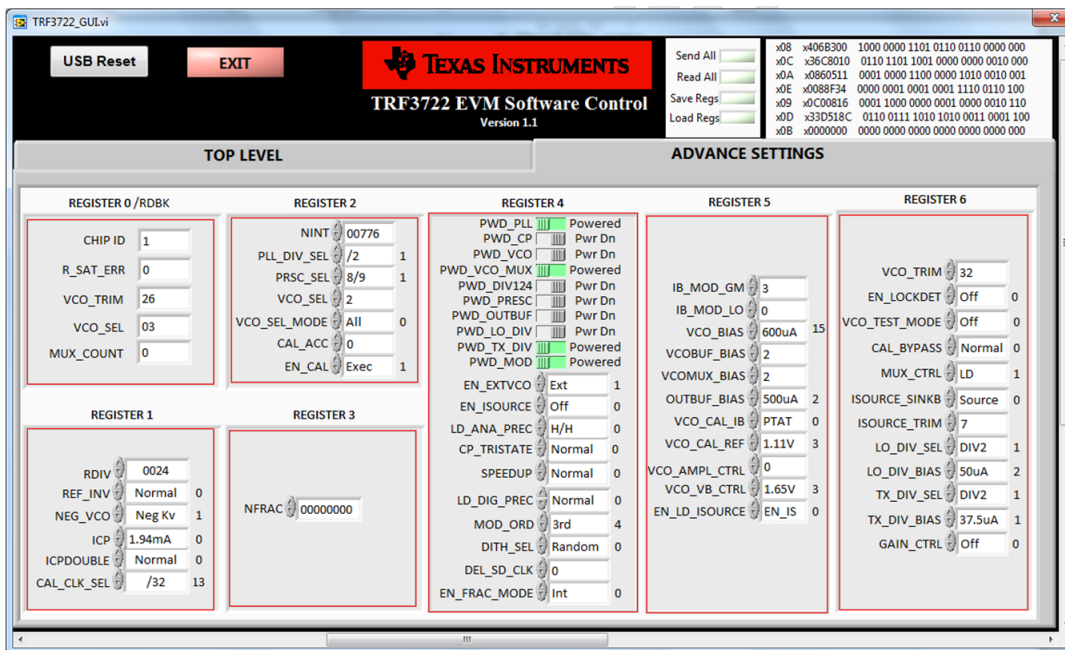 TRF3722_GUI.vi
USB Reset
EXIT
TEXAS INSTRUMENTS
TRF3722 EVM Software Control
Version 1.1
Send All
Read All
Save Regs
Load Regs
x08 x406B300 1000 0000 1101 0110 0110 0000 000
x0C x36C8010 0110 1101 1001 0000 0000 0010 000
x0A x0860511 0001 0000 1100 0000 1010 0010 001
x0E x0088F34 0000 0001 0001 0001 1110 0110 100
x09 x0C00816 0001 1000 0000 0001 0000 0010 110
x0D x33D518C 0110 0111 1010 1010 0011 0001 100
x0B x0000000 0000 0000 0000 0000 0000 0000 000
TOP LEVEL
ADVANCE SETTINGS
REGISTER 0 /RDBK
CHIP ID 1
R_SAT_ERR 0
VCO_TRIM 26
VCO_SEL 03
MUX_COUNT 0
REGISTER 1
RDIV 0024
REF_INV Normal 0
NEG_VCO Neg Kv 1
ICP 1.94mA 0
ICPDOUBLE Normal 0
CAL_CLK_SEL /32 13
REGISTER 2
NINT 00776
PLL_DIV_SEL /2 1
PRSC_SEL 8/9 1
VCO_SEL 2
VCO_SEL_MODE All 0
CAL_ACC 0
EN_CAL Exec 1
REGISTER 3
NFRAC 00000000
REGISTER 4
PWD_PLL Powered
PWD_CP Pwr Dn
PWD_VCO Pwr Dn
PWD_VCO_MUX Powered
PWD_DIV124 Pwr Dn
PWD_PRESC Pwr Dn
PWD_OUTBUF Pwr Dn
PWD_LO_DIV Pwr Dn
PWD_TX_DIV Powered
PWD_MOD Powered
EN_EXTVCO Ext 1
EN_ISOURCE Off 0
LD_ANA_PREC H/H 0
CP_TRISTATE Normal 0
SPEEDUP Normal 0
LD_DIG_PREC Normal 0
MOD_ORD 3rd 4
DITH_SEL Random 0
DEL_SD_CLK 0
EN_FRAC_MODE Int 0
REGISTER 5
IB_MOD_GM 3
IB_MOD_LO 0
VCO_BIAS 600uA 15
VCOBUF_BIAS 2
VCOMUX_BIAS 2
OUTBUF_BIAS 500uA 2
VCO_CAL_IB PTAT 0
VCO_CAL_REF 1.11V 3
VCO_AMPL_CTRL 0
VCO_VB_CTRL 1.65V 3
EN_LD_ISOURCE EN_IS 0
REGISTER 6
VCO_TRIM 32
EN_LOCKDET Off 0
VCO_TEST_MODE Off 0
CAL_BYPASS Normal 0
MUX_CTRL LD 1
ISOURCE_SINKB Source 0
ISOURCE_TRIM 7
LO_DIV_SEL DIV2 1
LO_DIV_BIAS 50uA 2
TX_DIV_SEL DIV2 1
TX_DIV_BIAS 37.5uA 1
GAIN_CTRL Off 0